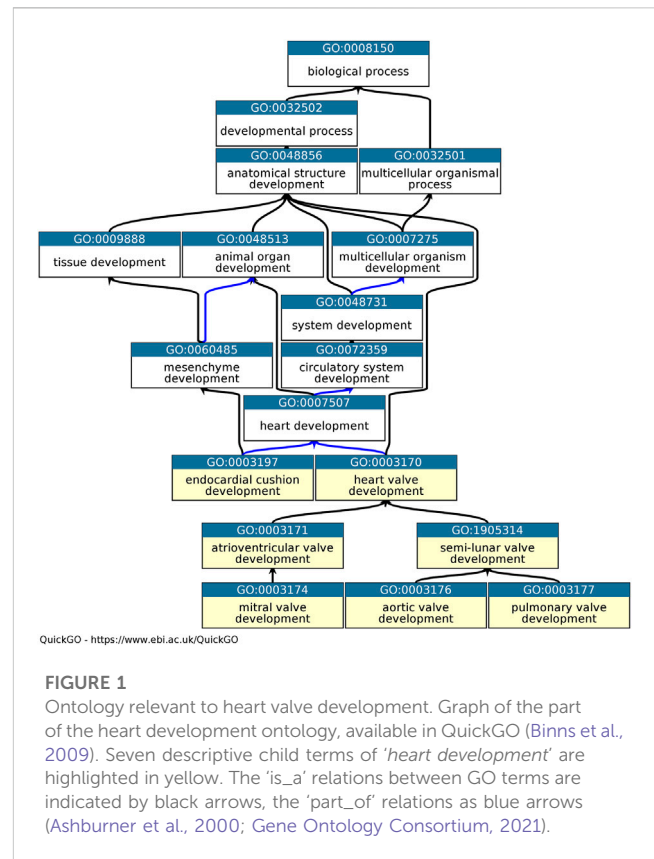 GO:0008150
biological process
GO:0032502
developmental process
GO:0048856
anatomical structure
development
GO:0032501
multicellular organismal
process
GO:0009888
tissue development
GO:0048513
animal organ
development
GO:0007275
multicellular organism
development
GO:0048731
system development
GO:0060485
mesenchyme
development
GO:0072359
circulatory system
development
GO:0007507
heart development
GO:0003197
endocardial cushion
development
GO:0003170
heart valve
development
GO:0003171
atrioventricular valve
development
GO:1905314
semi-lunar valve
development
GO:0003174
mitral valve
development
GO:0003176
aortic valve
development
GO:0003177
pulmonary valve
development
QuickGO - https://www.ebi.ac.uk/QuickGO
FIGURE 1
Ontology relevant to heart valve development. Graph of the part
of the heart development ontology, available in QuickGO (Binns et al.,
2009). Seven descriptive child terms of 'heart development' are
highlighted in yellow. The 'is_a' relations between GO terms are
indicated by black arrows, the 'part_of' relations as blue arrows
(Ashburner et al., 2000; Gene Ontology Consortium, 2021).